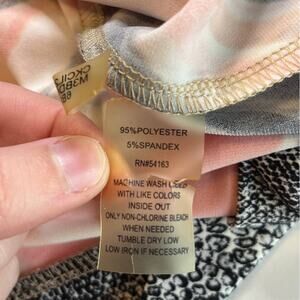 95%POLYESTER
5%SPANDEX
RN#54163
MACHINE WASH
WITH LIKE COLORS
INSIDE OUT
ONLY NON-CHLORINE BLEACH
WHEN NEEDED
TUMBLE DRY LOW
LOW IRON IF NECESSARY